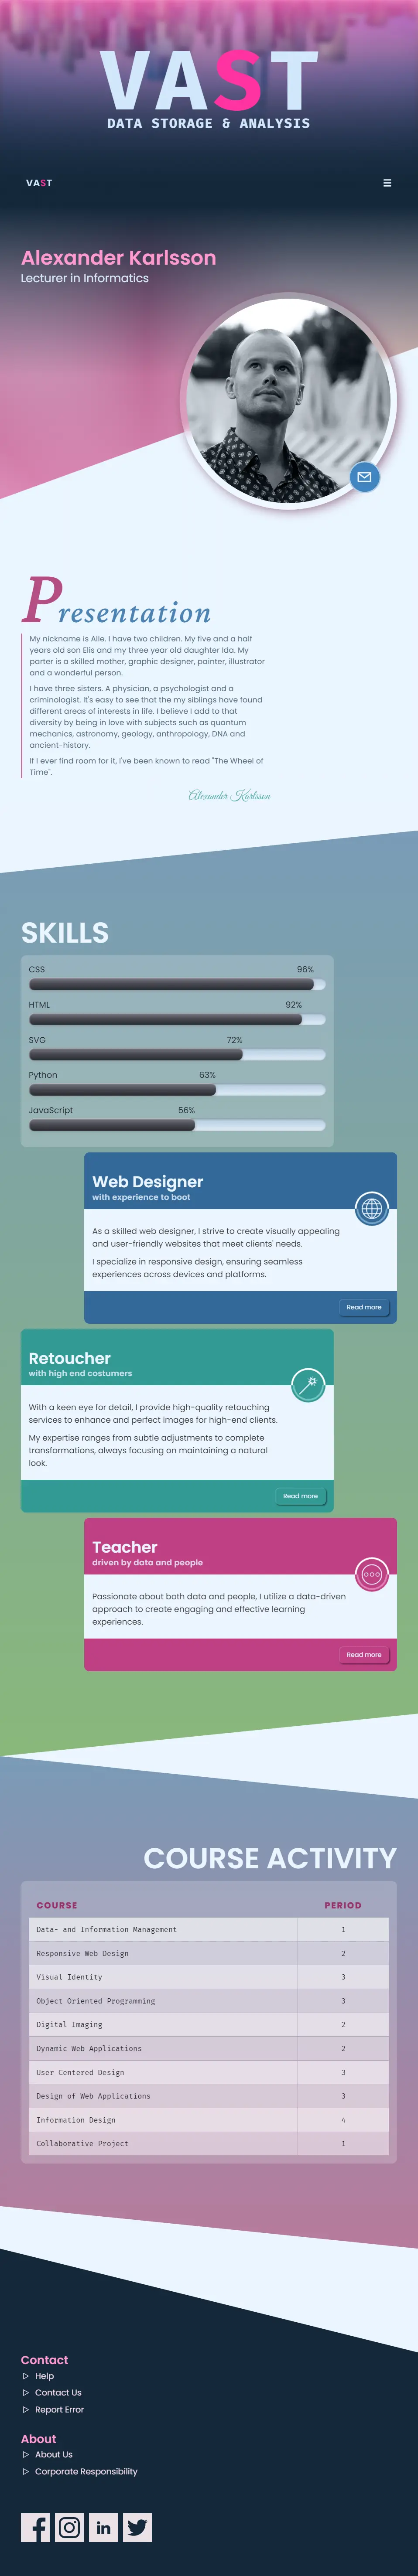 VAST
DATA STORAGE & ANALYSIS
VAST
Alexander Karlsson
Lecturer in Informatics
Presentation
My nickname is Alle. I have two children. My five and a half
years old son Elis and my three year old daughter Ida. My
porter is a skilled mother, graphic designer, painter, illustrator
and a wonderful person.
I have three sisters. A physician, a psychologist and a
criminologist. It's easy to see that the my siblings have found
different areas of interests in life. I believe I add to that
diversity by being in love with subjects such as quantum
mechanics, astronomy, geology, anthropology, DNA and
ancient-history.
If I ever find room for it, I've been known to read "The Wheel of
Time".
Alexander Karlsson
SKILLS
CSS 96%
HTML 92%
SVG 72%
Python 63%
JavaScript 56%
Web Designer
with experience to boot
As a skilled web designer, I strive to create visually appealing
and user-friendly websites that meet clients' needs.
I specialize in responsive design, ensuring seamless
experiences across devices and platforms.
Read more
Retoucher
with high end costumers
With a keen eye for detail, I provide high-quality retouching
services to enhance and perfect images for high-end clients.
My expertise ranges from subtle adjustments to complete
transformations, always focusing on maintaining a natural
look.
Read more
Teacher
driven by data and people
Passionate about both data and people, I utilize a data-driven
approach to create engaging and effective learning
experiences.
Read more
COURSE ACTIVITY
COURSE PERIOD
Data- and Information Management 1
Responsive Web Design 2
Visual Identity 3
Object Oriented Programming 3
Digital Imaging 2
Dynamic Web Applications 2
User Centered Design 3
Design of Web Applications 3
Information Design 4
Collaborative Project 1
Contact
Help
Contact Us
Report Error
About
About Us
Corporate Responsibility